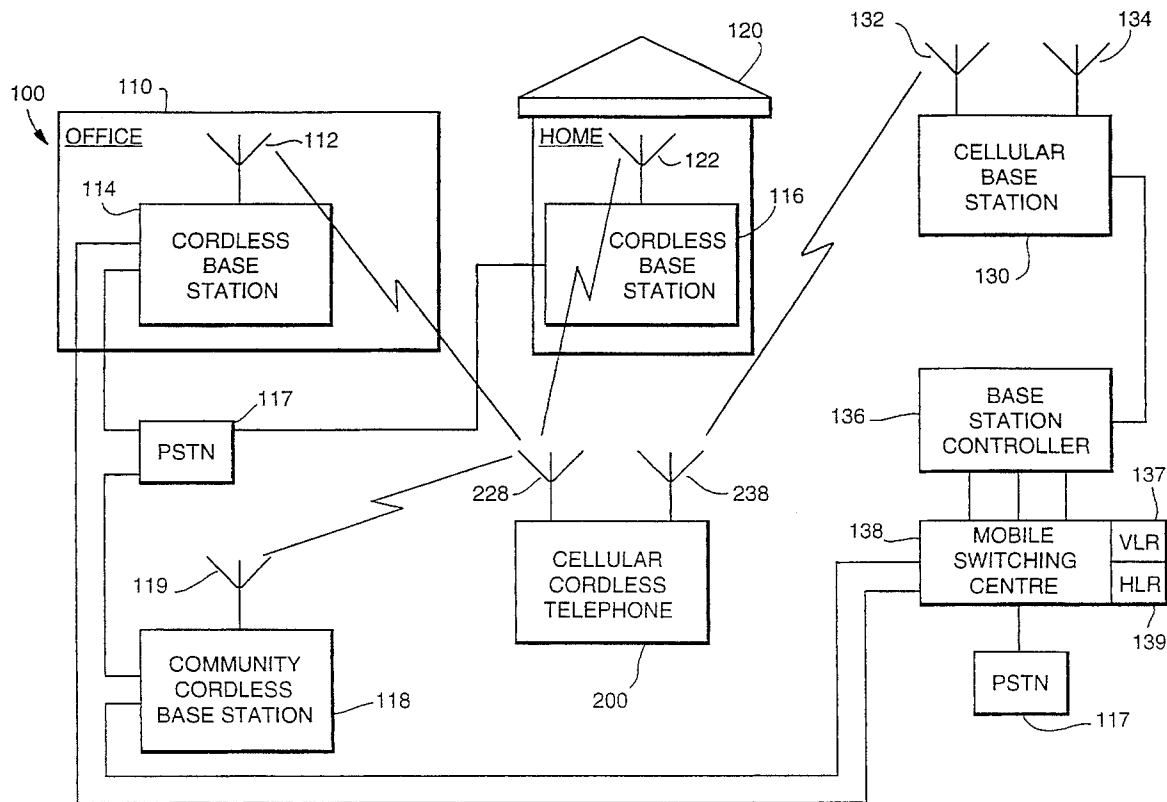 100
110
OFFICE
112
114
CORDLESS
BASE
STATION
120
HOME
122
116
CORDLESS
BASE
STATION
132
134
CELLULAR
BASE
STATION
130
117
PSTN
136
BASE
STATION
CONTROLLER
228
238
CELLULAR
CORDLESS
TELEPHONE
200
119
COMMUNITY
CORDLESS
BASE STATION
118
138
MOBILE
SWITCHING
CENTRE
137
VLR
HLR
139
PSTN
117